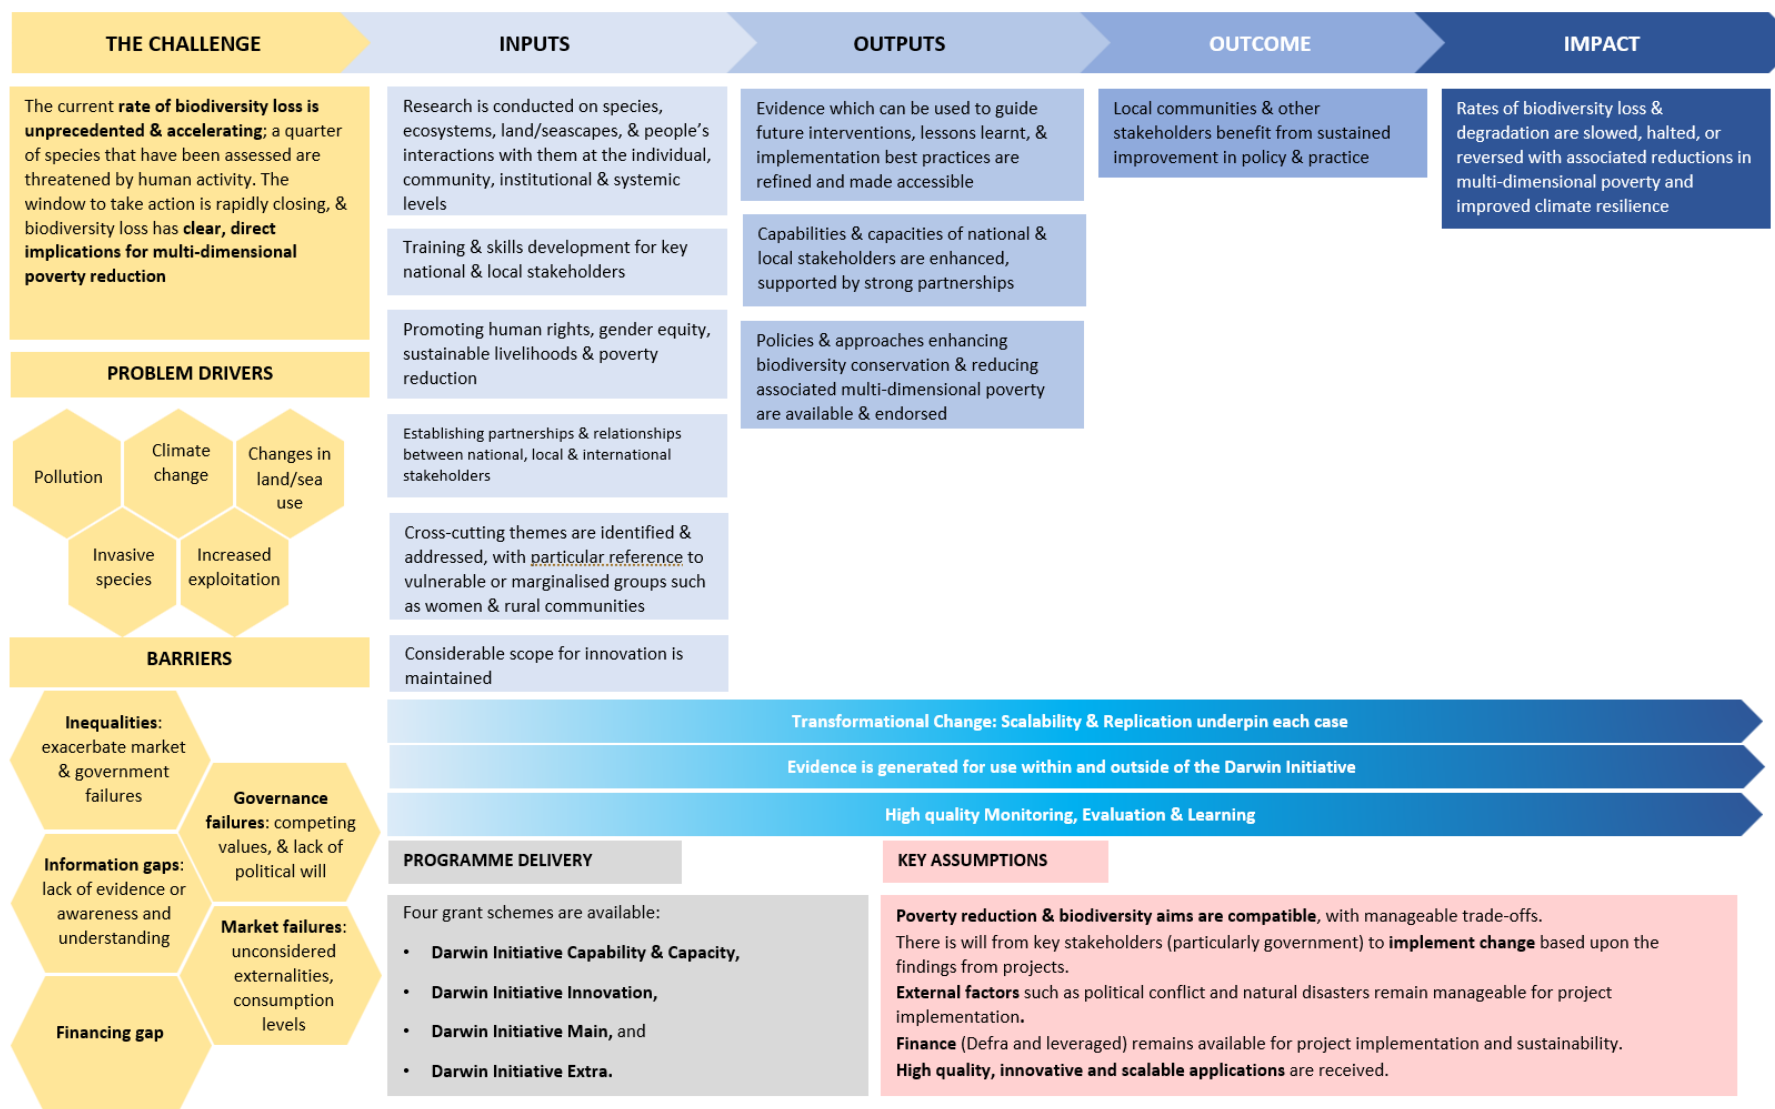 THE CHALLENGE
INPUTS
OUTPUTS
OUTCOME
IMPACT
The current rate of biodiversity loss is
unprecedented & accelerating; a quarter
of species that have been assessed are
threatened by human activity. The
window to take action is rapidly closing, &
biodiversity loss has clear, direct
implications for multi-dimensional
poverty reduction
PROBLEM DRIVERS
Pollution
Climate
change
Changes in
land/sea
use
Invasive
species
Increased
exploitation
BARRIERS
Inequalities:
exacerbate market
& government
failures
Governance
failures: competing
values, & lack of
political will
Information gaps:
lack of evidence or
awareness and
understanding
Market failures:
unconsidered
externalities,
consumption
levels
Financing gap
Research is conducted on species,
ecosystems, land/seascapes, & people's
interactions with them at the individual,
community, institutional & systemic
levels
Training & skills development for key
national & local stakeholders
Promoting human rights, gender equity,
sustainable livelihoods & poverty
reduction
Establishing partnerships & relationships
between national, local & international
stakeholders
Cross-cutting themes are identified &
addressed, with particular reference to
vulnerable or marginalised groups such
as women & rural communities
Considerable scope for innovation is
maintained
Evidence which can be used to guide
future interventions, lessons learnt, &
implementation best practices are
refined and made accessible
Capabilities & capacities of national &
local stakeholders are enhanced,
supported by strong partnerships
Policies & approaches enhancing
biodiversity conservation & reducing
associated multi-dimensional poverty
are available & endorsed
Local communities & other
stakeholders benefit from sustained
improvement in policy & practice
Rates of biodiversity loss &
degradation are slowed, halted, or
reversed with associated reductions in
multi-dimensional poverty and
improved climate resilience
Transformational Change: Scalability & Replication underpin each case
Evidence is generated for use within and outside of the Darwin Initiative
High quality Monitoring, Evaluation & Learning
PROGRAMME DELIVERY
Four grant schemes are available:
• Darwin Initiative Capability & Capacity,
• Darwin Initiative Innovation,
• Darwin Initiative Main, and
• Darwin Initiative Extra.
KEY ASSUMPTIONS
Poverty reduction & biodiversity aims are compatible, with manageable trade-offs.
There is will from key stakeholders (particularly government) to implement change based upon the
findings from projects.
External factors such as political conflict and natural disasters remain manageable for project
implementation.
Finance (Defra and leveraged) remains available for project implementation and sustainability.
High quality, innovative and scalable applications are received.